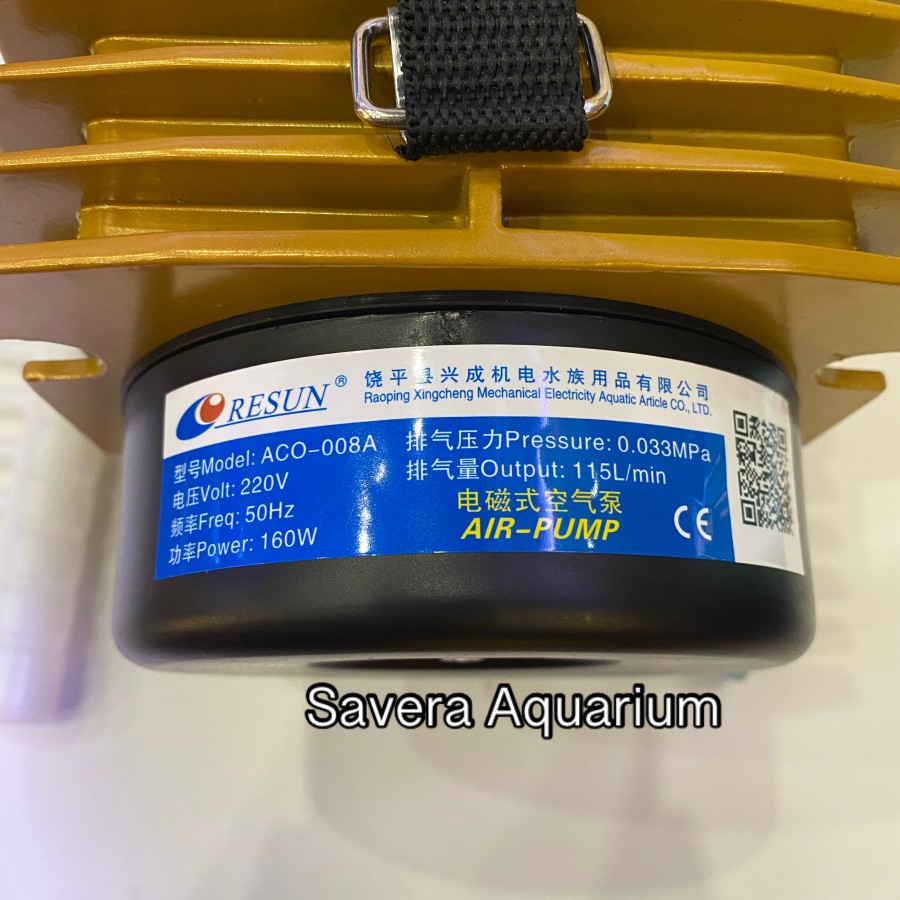 RESUN®
饶平县兴成机电水族用品有限公司
Raoping Xingcheng Mechanical Electricity Aquatic Article CO., LTD.
型号Model: ACO-008A
电压Volt: 220V
频率Freq: 50Hz
功率Power: 160W
排气压力Pressure: 0.033MPa
排气量Output: 115L/min
电磁式空气泵
AIR-PUMP
CE
Savera Aquarium